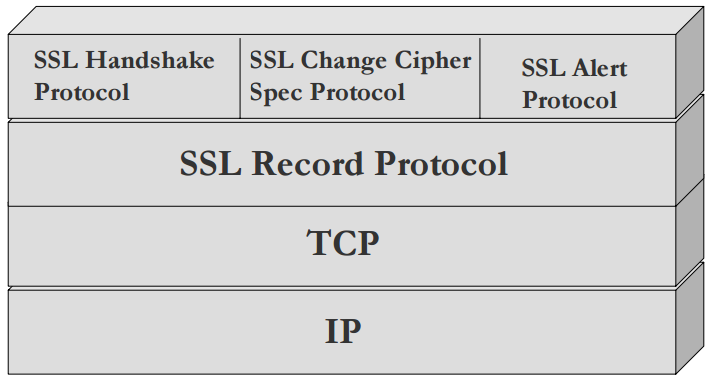 SSL Handshake
Protocol
SSL Change Cipher
Spec Protocol
SSL Alert
Protocol
SSL Record Protocol
TCP
IP